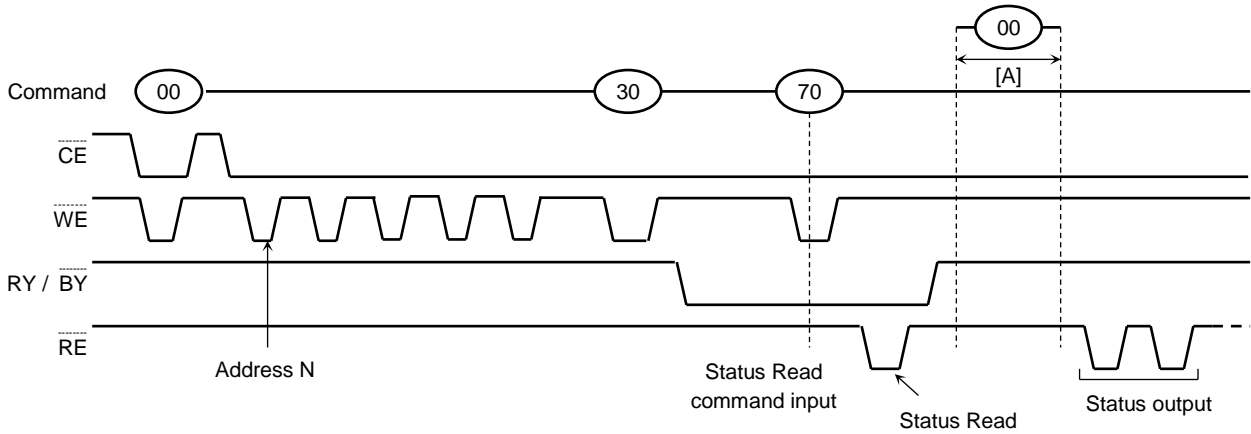 00
[A]
Command 00 30 70
CE
WE
RY / BY
RE
Address N
Status Read
command input
Status Read
Status output